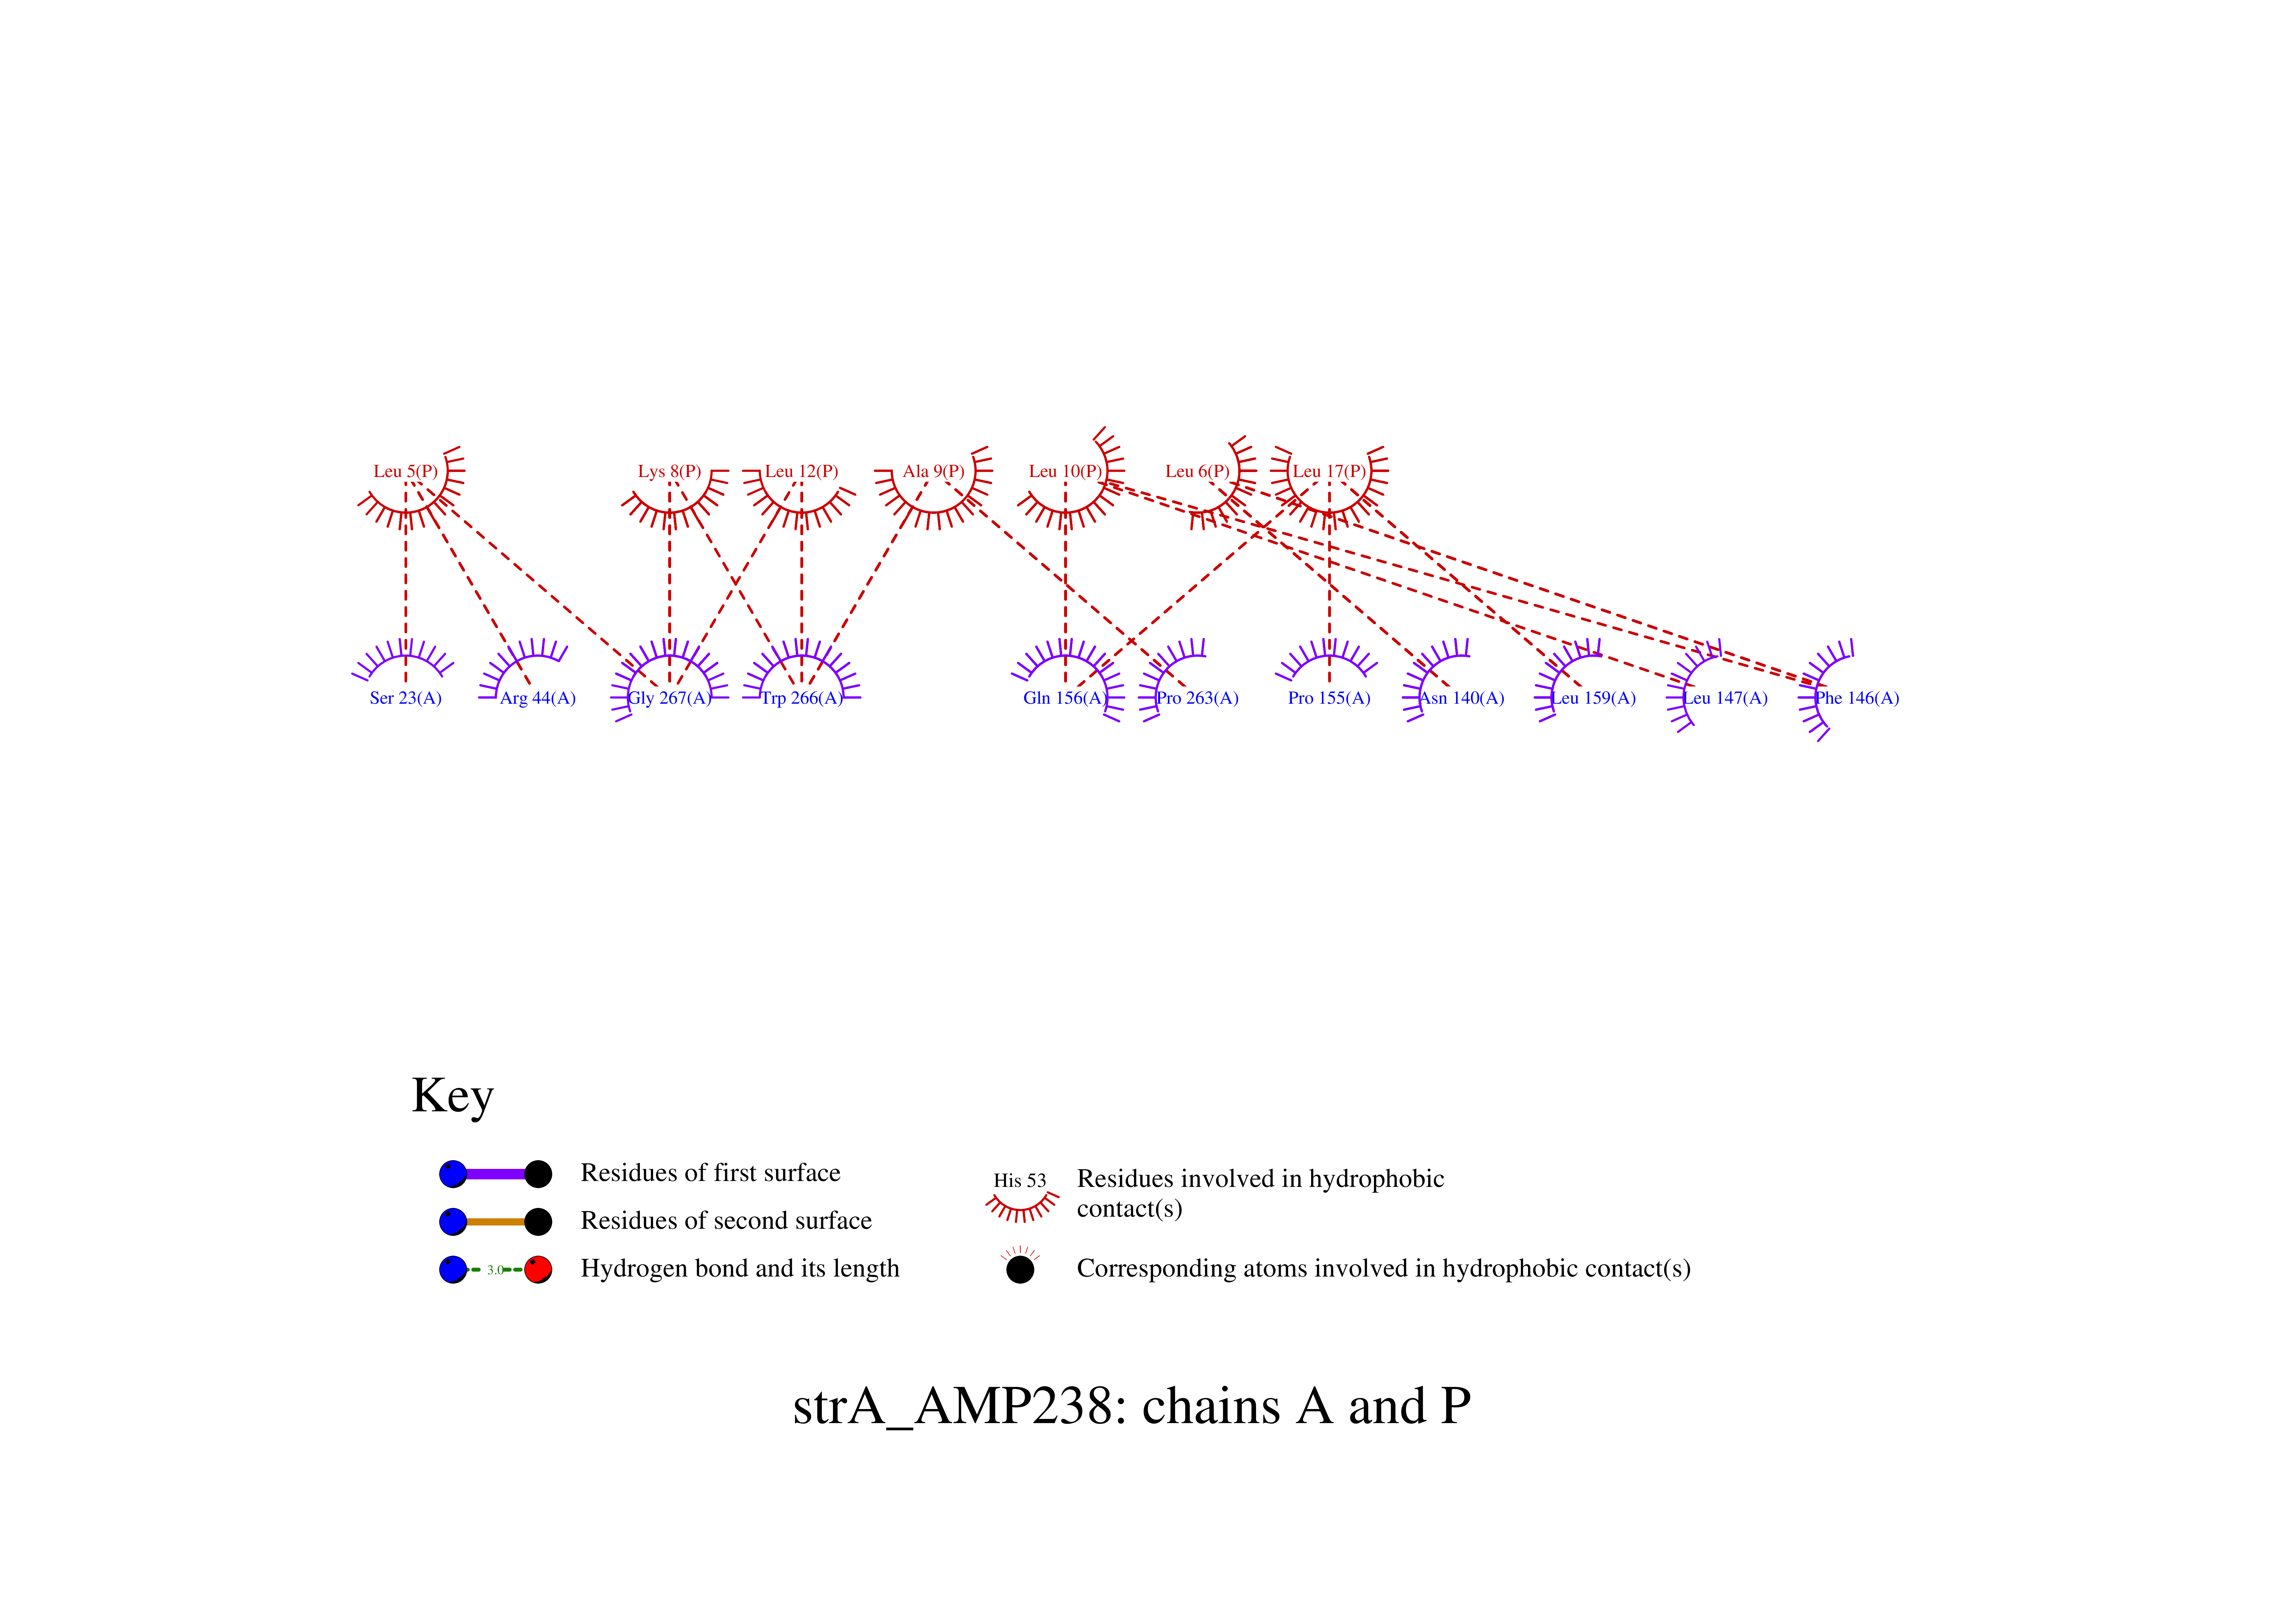 Leu 5(P) Lys 8(P) Leu 12(P) Ala 9(P) Leu 10(P) Leu 6(P) Leu 17(P)
Ser 23(A) Arg 44(A) Gly 267(A) Trp 266(A) Gln 156(A) Pro 263(A) Pro 155(A) Asn 140(A) Leu 159(A) Leu 147(A) Phe 146(A)
Key
Residues of first surface
Residues of second surface
3.0 Hydrogen bond and its length
His 53 Residues involved in hydrophobic
contact(s)
Corresponding atoms involved in hydrophobic contact(s)
strA_AMP238: chains A and P